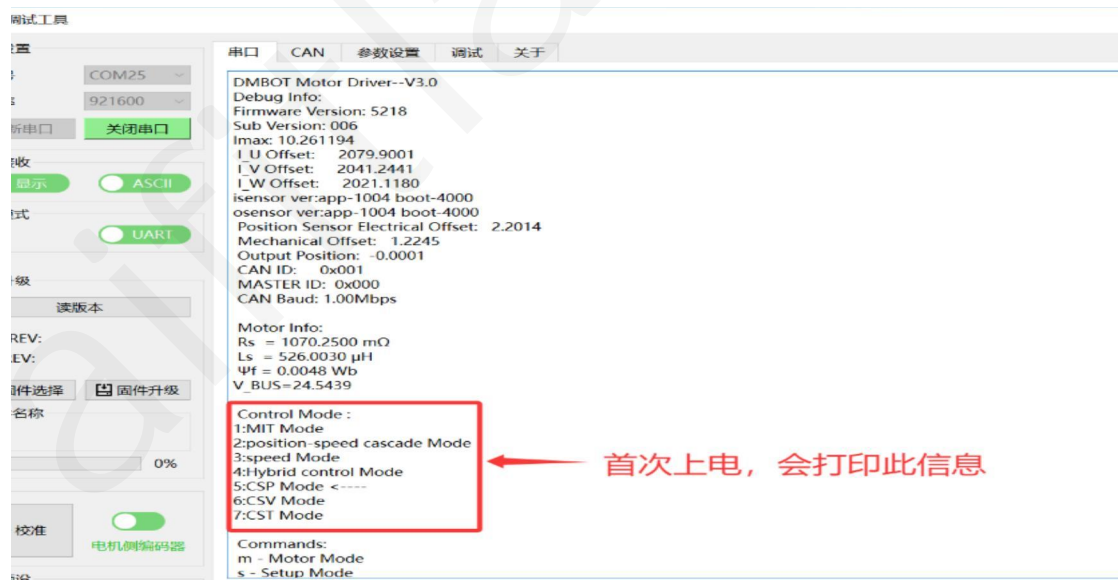 调试工具
串口 CAN 参数设置 调试 关于
COM25
921600
关闭串口
显示 ASCII
UART
读版本
REV:
EV:
固件选择 固件升级
名称
0%
校准
电机侧编码器
DMBOT Motor Driver--V3.0
Debug Info:
Firmware Version: 5218
Sub Version: 006
Imax: 10.261194
I_U Offset: 2079.9001
I_V Offset: 2041.2441
I_W Offset: 2021.1180
isensor ver:app-1004 boot-4000
osensor ver:app-1004 boot-4000
Position Sensor Electrical Offset: 2.2014
Mechanical Offset: 1.2245
Output Position: -0.0001
CAN ID: 0x001
MASTER ID: 0x000
CAN Baud: 1.00Mbps
Motor Info:
Rs = 1070.2500 mΩ
Ls = 526.0030 μH
Ψf = 0.0048 Wb
V_BUS=24.5439
Control Mode :
1:MIT Mode
2:position-speed cascade Mode
3:speed Mode
4:Hybrid control Mode
5:CSP Mode <----
6:CSV Mode
7:CST Mode
首次上电，会打印此信息
Commands:
m - Motor Mode
s - Setup Mode